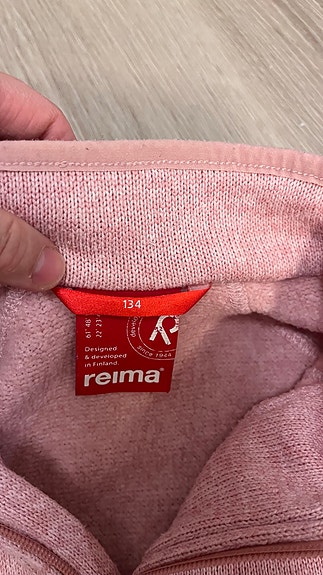 134
Designed
& developed
in Finland.
since 1944
reima®